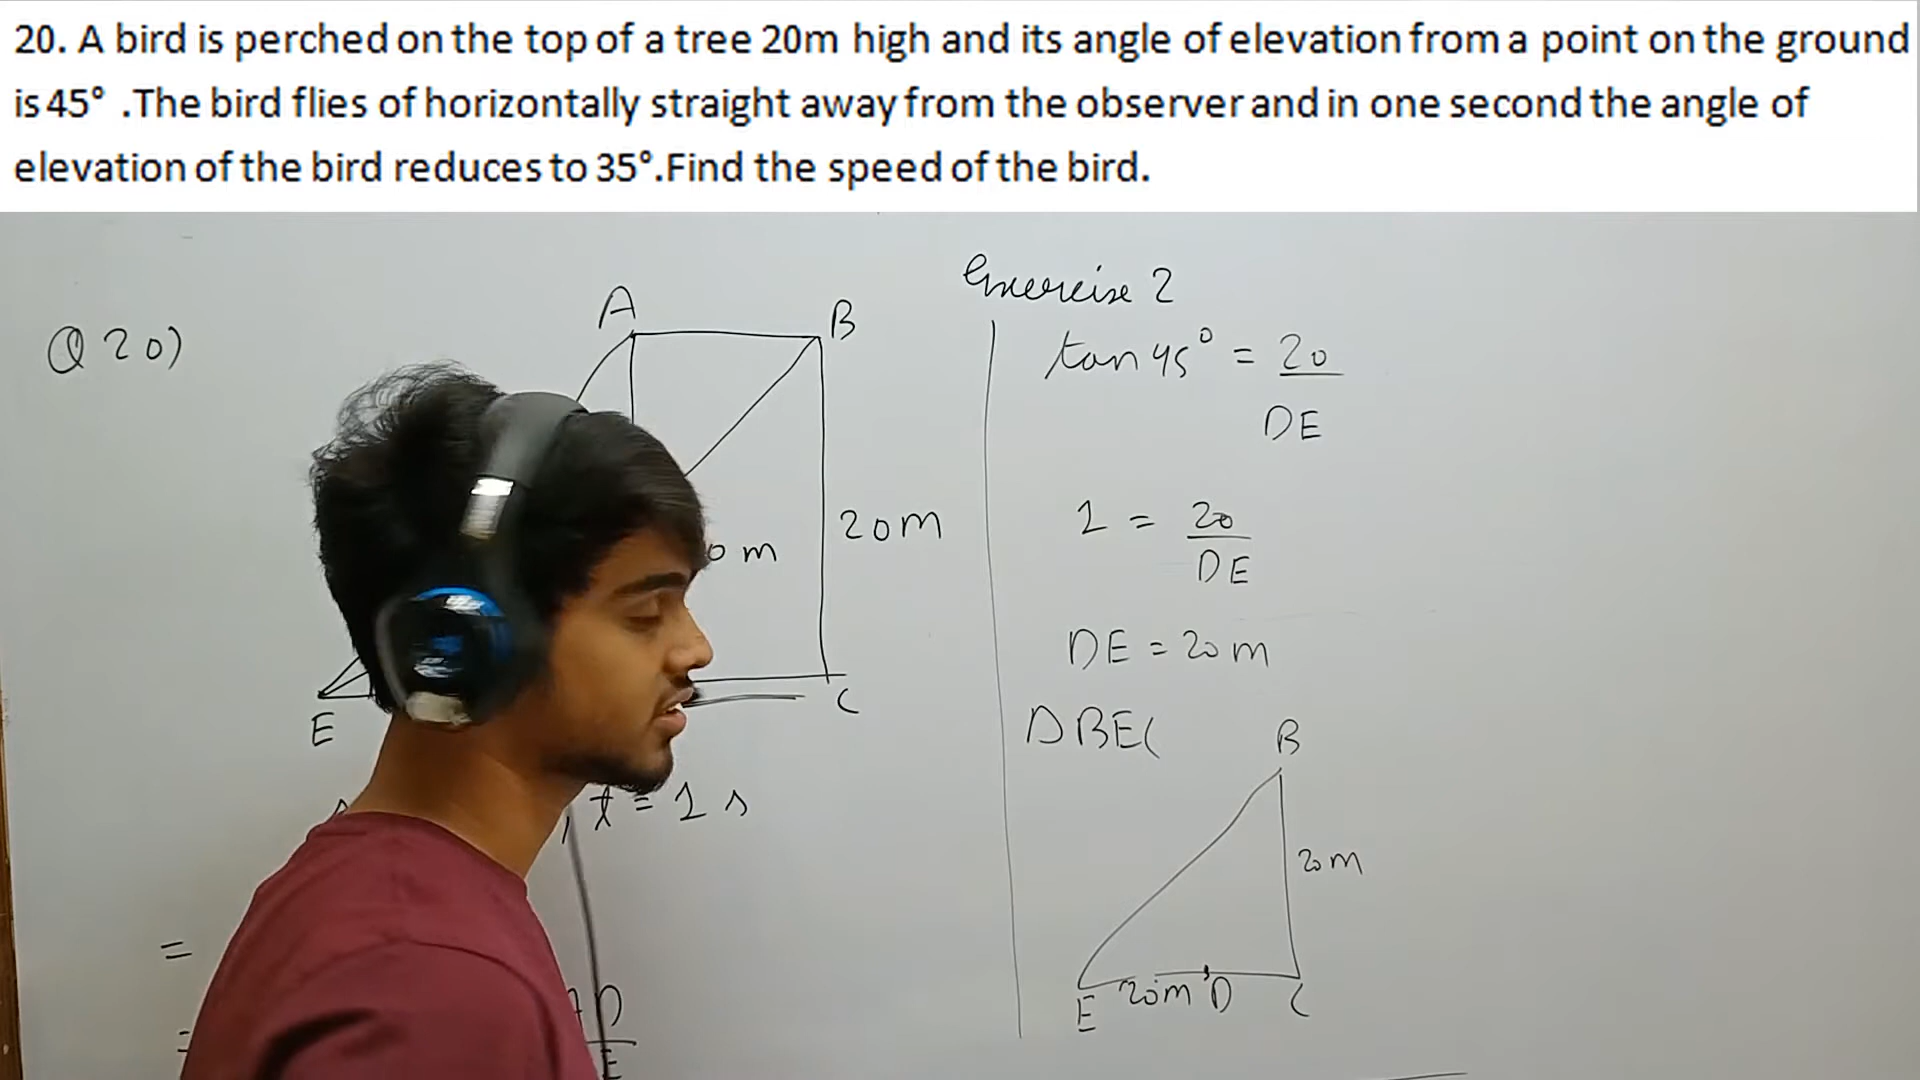 20. A bird is perched on the top of a tree 20m high and its angle of elevation from a point on the ground
is 45° .The bird flies of horizontally straight away from the observer and in one second the angle of
elevation of the bird reduces to 35°.Find the speed of the bird.
Exercise 2
Q 20)
A
B
tan 45° = 20
DE
20m
1 = 20
DE
0 m
DE = 20 m
E
C
t = 1 s
DBEC
B
20m
E 20m D C
=
=
D
E